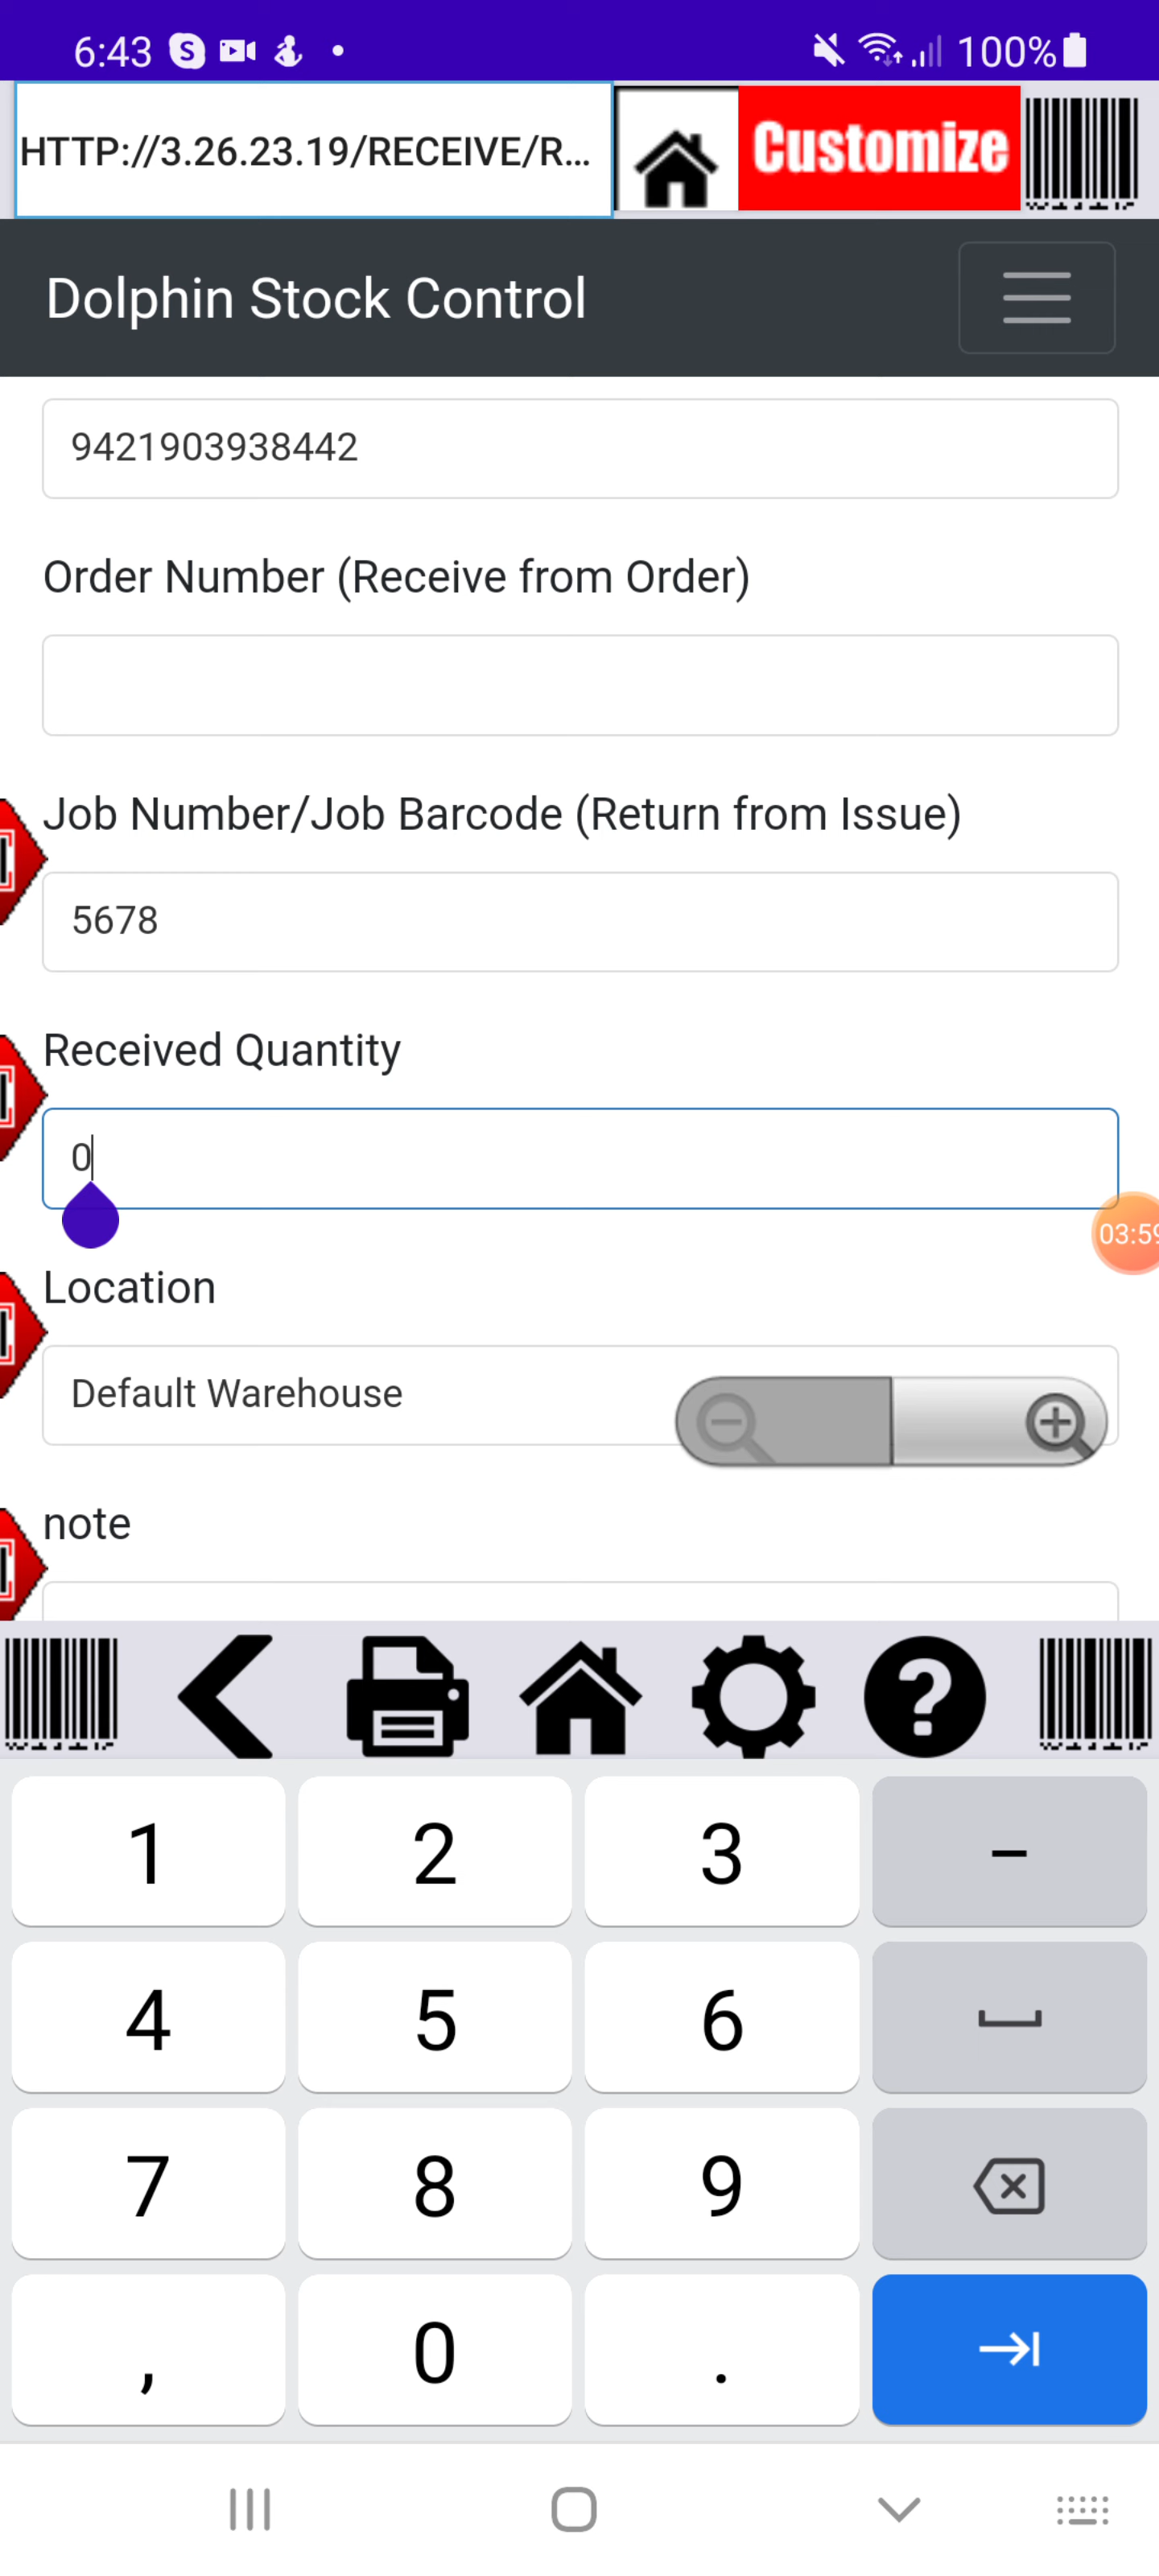 6:43
100%
HTTP://3.26.23.19/RECEIVE/R...
Customize
Dolphin Stock Control
9421903938442
Order Number (Receive from Order)
Job Number/Job Barcode (Return from Issue)
5678
Received Quantity
0
03:59
Location
Default Warehouse
note
1 2 3 –
4 5 6
7 8 9
, 0 .